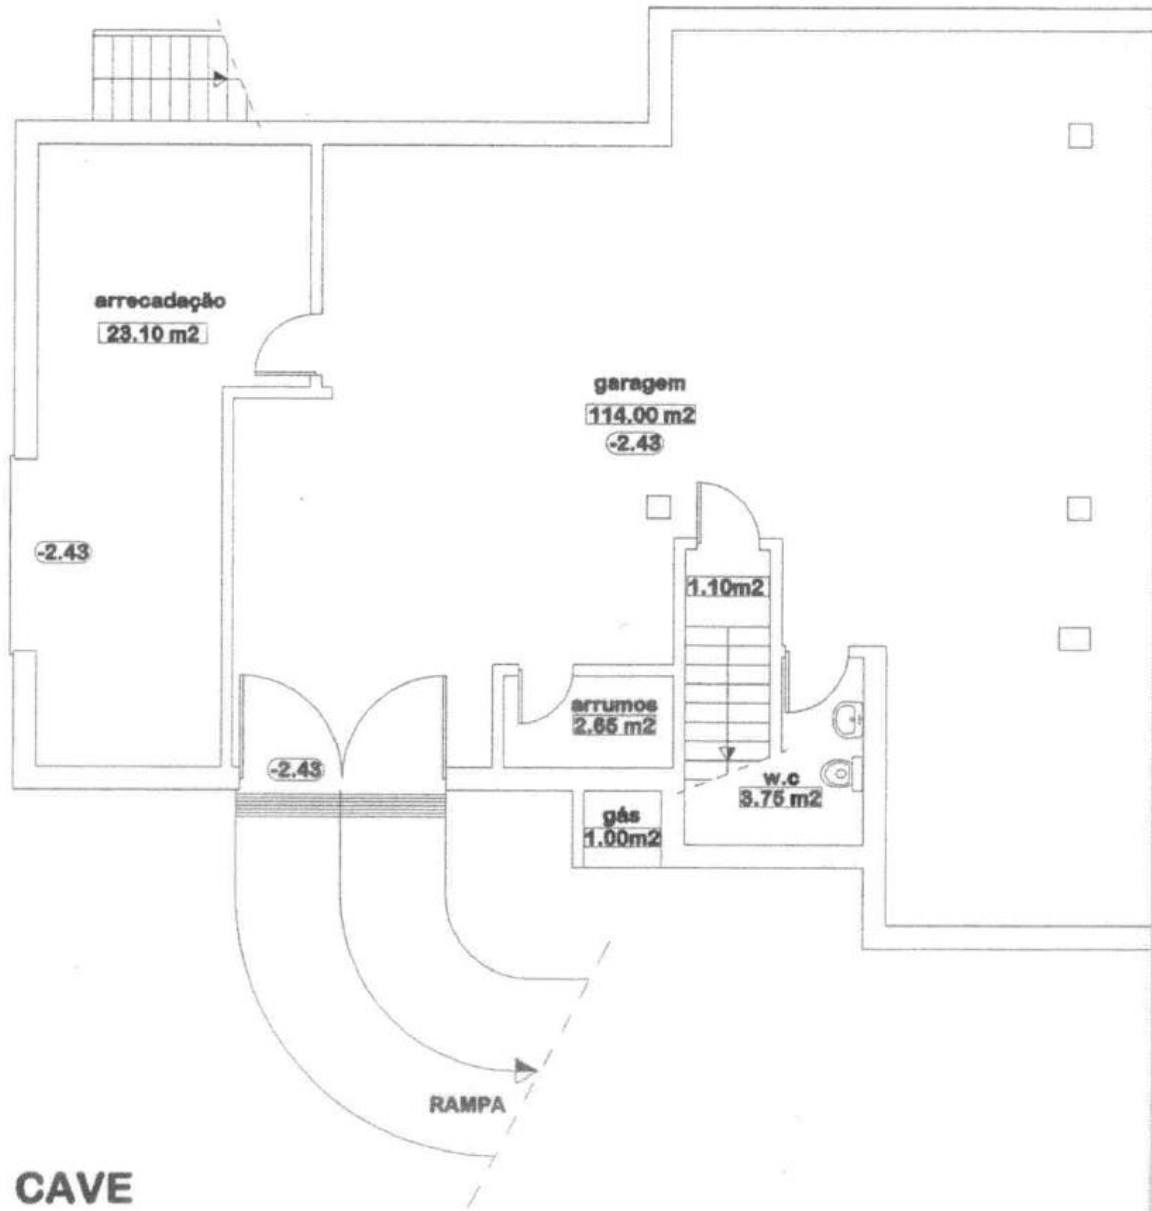 arrecadação
23.10 m2
garagem
114.00 m2
-2.43
-2.43
1.10m2
arrumos
2.65 m2
-2.43
w.c
3.75 m2
gás
1.00m2
RAMPA
CAVE